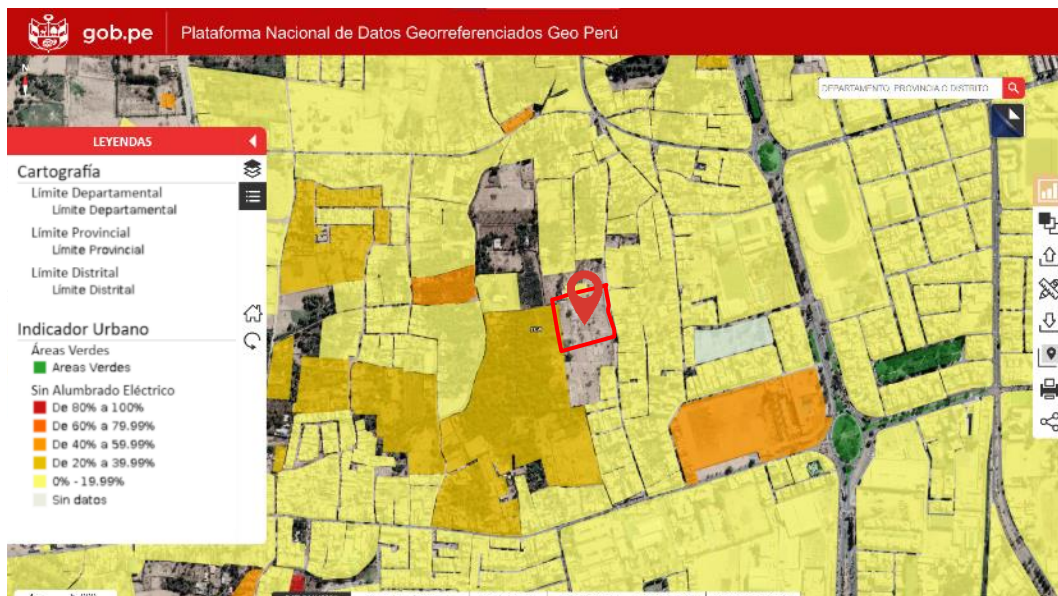 gob.pe
Plataforma Nacional de Datos Georreferenciados Geo Perú
N
DEPARTAMENTO, PROVINCIA O DISTRITO
LEYENDAS
Cartografía
Límite Departamental
Límite Departamental
Límite Provincial
Límite Provincial
Límite Distrital
Límite Distrital
Indicador Urbano
Áreas Verdes
Areas Verdes
Sin Alumbrado Eléctrico
De 80% a 100%
De 60% a 79.99%
De 40% a 59.99%
De 20% a 39.99%
0% - 19.99%
Sin datos